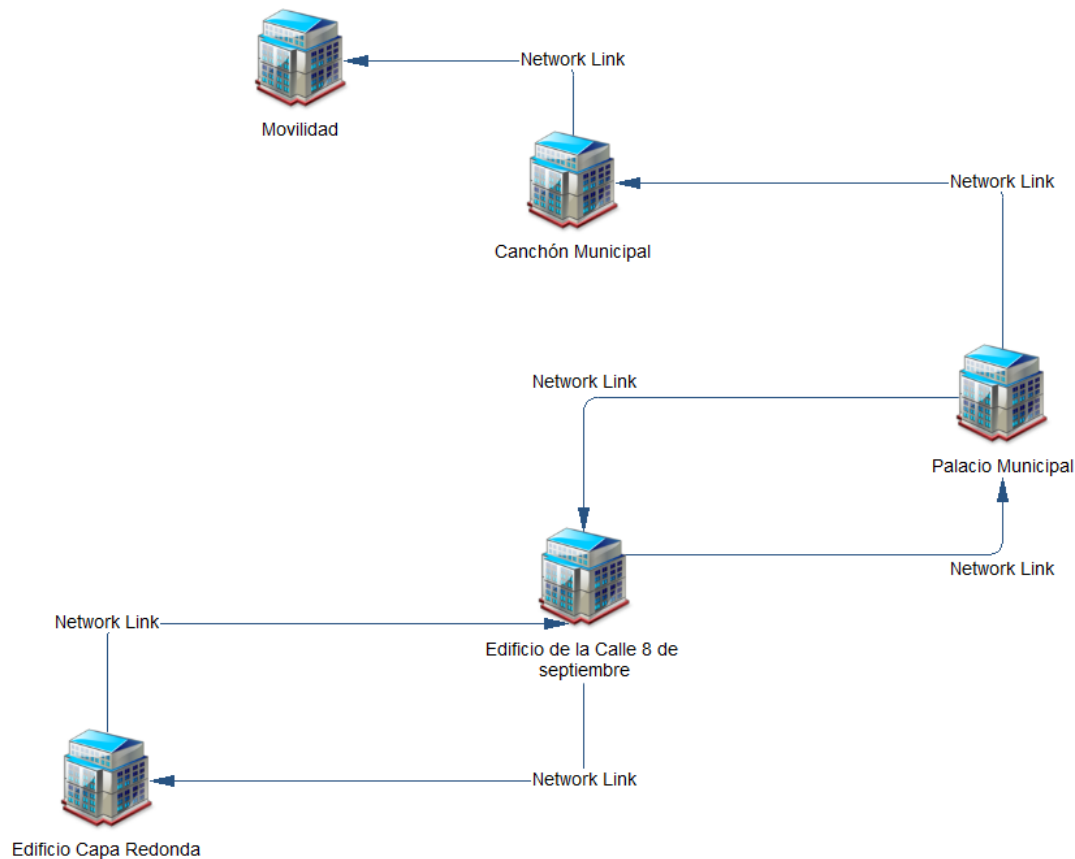 Network Link
Movilidad
Network Link
Canchón Municipal
Network Link
Palacio Municipal
Network Link
Network Link
Edificio de la Calle 8 de
septiembre
Network Link
Edificio Capa Redonda